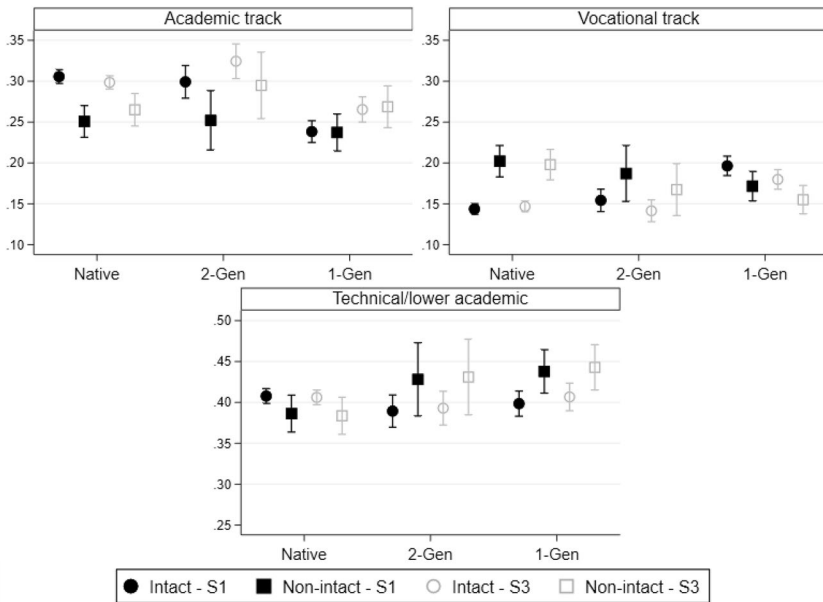 Academic track
.35
.30
.25
.20
.15
.10
Native 2-Gen 1-Gen
Vocational track
.35
.30
.25
.20
.15
.10
Native 2-Gen 1-Gen
Technical/lower academic
.50
.45
.40
.35
.30
.25
Native 2-Gen 1-Gen
Intact - S1 Non-intact - S1 Intact - S3 Non-intact - S3